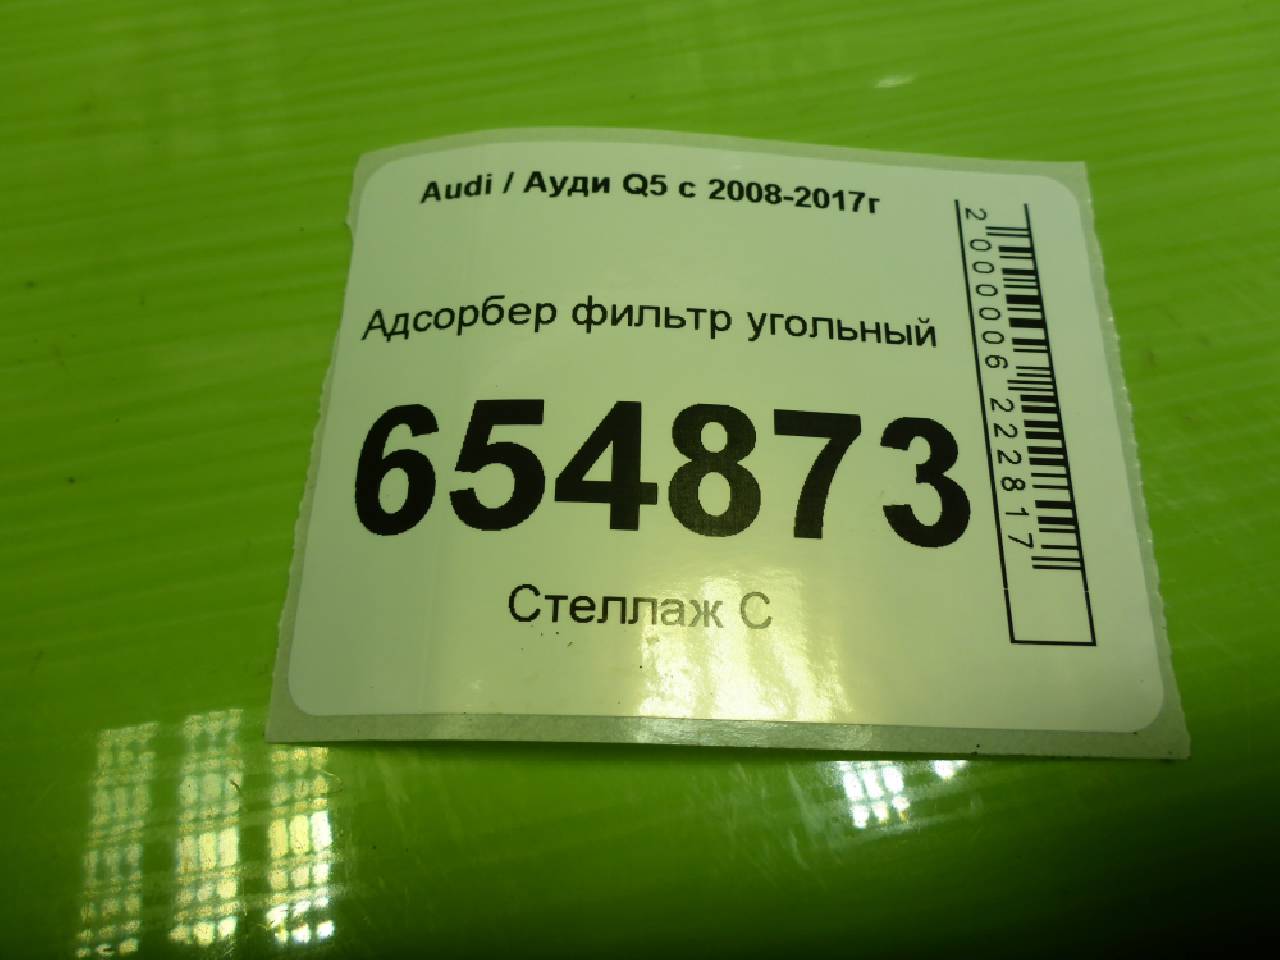 Audi / Ауди Q5 с 2008-2017г
Адсорбер фильтр угольный
654873
Стеллаж С
2000006222817